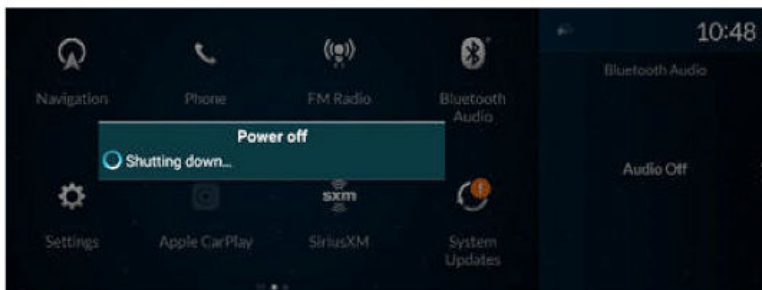 10:48
Navigation
Phone
FM Radio
Bluetooth
Audio
Bluetooth Audio
Power off
Shutting down...
Audio Off
sxm
Settings
Apple CarPlay
SiriusXM
System
Updates